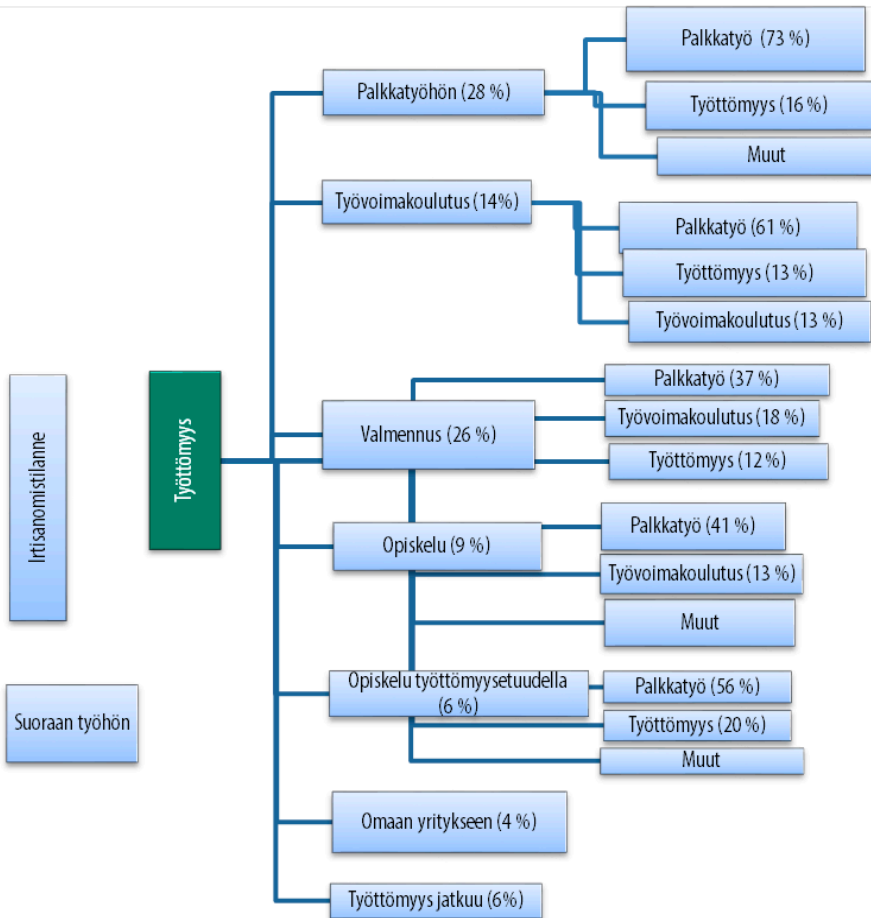 Irtisanomistilanne
Suoraan työhön
Työttömyys
Palkkatyöhön (28 %)
Palkkatyö (73 %)
Työttömyys (16 %)
Muut
Työvoimakoulutus (14%)
Palkkatyö (61 %)
Työttömyys (13 %)
Työvoimakoulutus (13 %)
Valmennus (26 %)
Palkkatyö (37 %)
Työvoimakoulutus (18 %)
Työttömyys (12 %)
Opiskelu (9 %)
Palkkatyö (41 %)
Työvoimakoulutus (13 %)
Muut
Opiskelu työttömyysetuudella
(6 %)
Palkkatyö (56 %)
Työttömyys (20 %)
Muut
Omaan yritykseen (4 %)
Työttömyys jatkuu (6%)